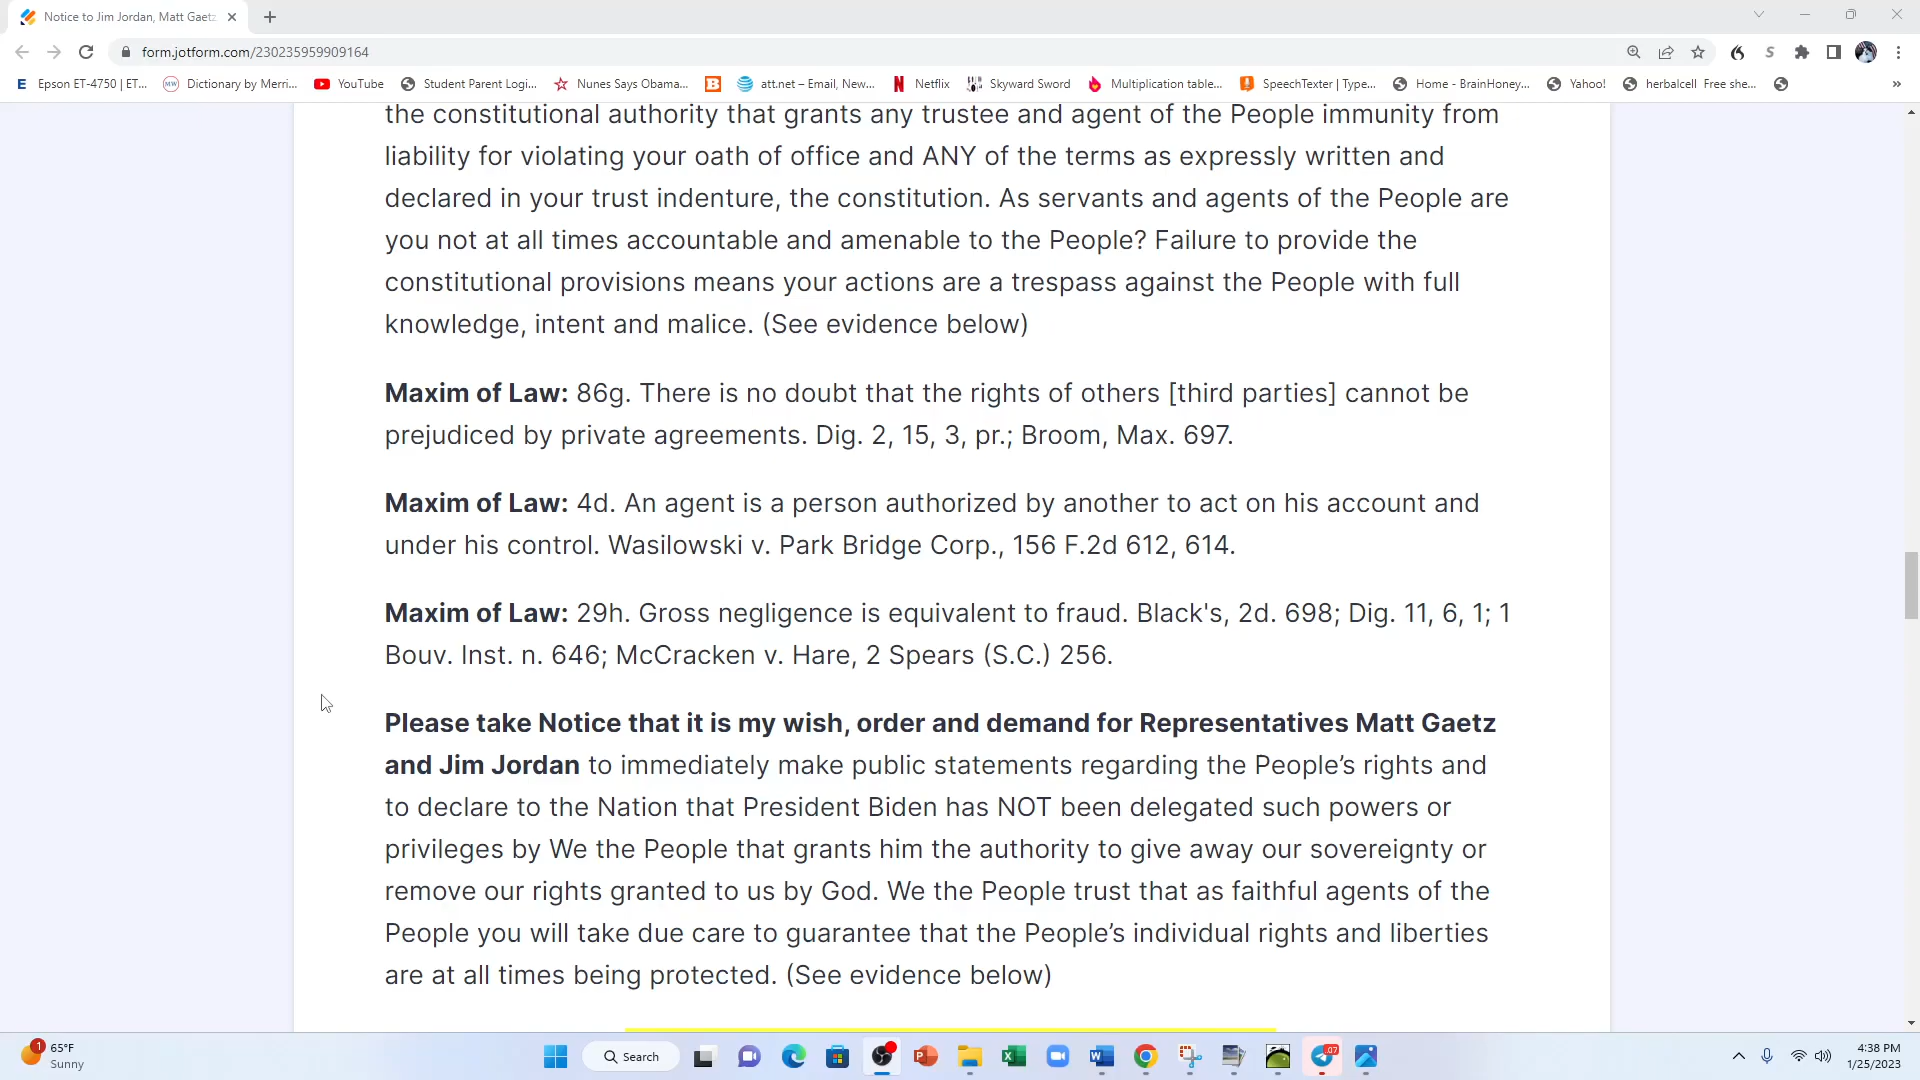 Notice to Jim Jordan, Matt Gaetz
form.jotform.com/230235959909164
Epson ET-4750 | ET...
Dictionary by Merri...
YouTube
Student Parent Logi...
Nunes Says Obama...
att.net – Email, New...
Netflix
Skyward Sword
Multiplication table...
SpeechTexter | Type...
Home - BrainHoney...
Yahoo!
herbalcell Free she...
the constitutional authority that grants any trustee and agent of the People immunity from
liability for violating your oath of office and ANY of the terms as expressly written and
declared in your trust indenture, the constitution. As servants and agents of the People are
you not at all times accountable and amenable to the People? Failure to provide the
constitutional provisions means your actions are a trespass against the People with full
knowledge, intent and malice. (See evidence below)
Maxim of Law: 86g. There is no doubt that the rights of others [third parties] cannot be
prejudiced by private agreements. Dig. 2, 15, 3, pr.; Broom, Max. 697.
Maxim of Law: 4d. An agent is a person authorized by another to act on his account and
under his control. Wasilowski v. Park Bridge Corp., 156 F.2d 612, 614.
Maxim of Law: 29h. Gross negligence is equivalent to fraud. Black's, 2d. 698; Dig. 11, 6, 1; 1
Bouv. Inst. n. 646; McCracken v. Hare, 2 Spears (S.C.) 256.
Please take Notice that it is my wish, order and demand for Representatives Matt Gaetz
and Jim Jordan to immediately make public statements regarding the People’s rights and
to declare to the Nation that President Biden has NOT been delegated such powers or
privileges by We the People that grants him the authority to give away our sovereignty or
remove our rights granted to us by God. We the People trust that as faithful agents of the
People you will take due care to guarantee that the People’s individual rights and liberties
are at all times being protected. (See evidence below)
1
65°F
Sunny
Search
4:38 PM
1/25/2023